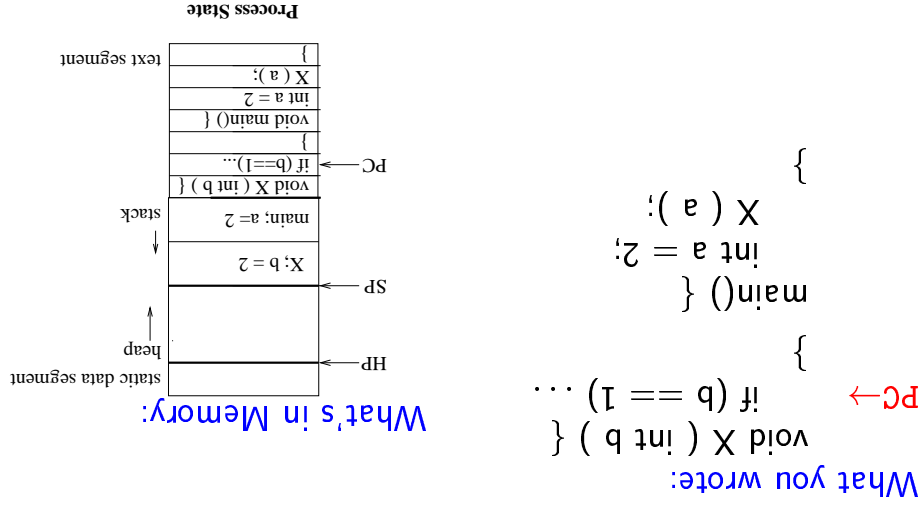 What you wrote:
void X ( int b ) {
PC→ if (b == 1) ...
}
main() {
int a = 2;
X ( a );
}
What's in Memory:
static data segment
HP
heap
SP
X; b = 2
stack
main; a= 2
void X ( int b ) {
PC
if (b==1)...
}
void main() {
int a = 2
X ( a );
}
text segment
Process State